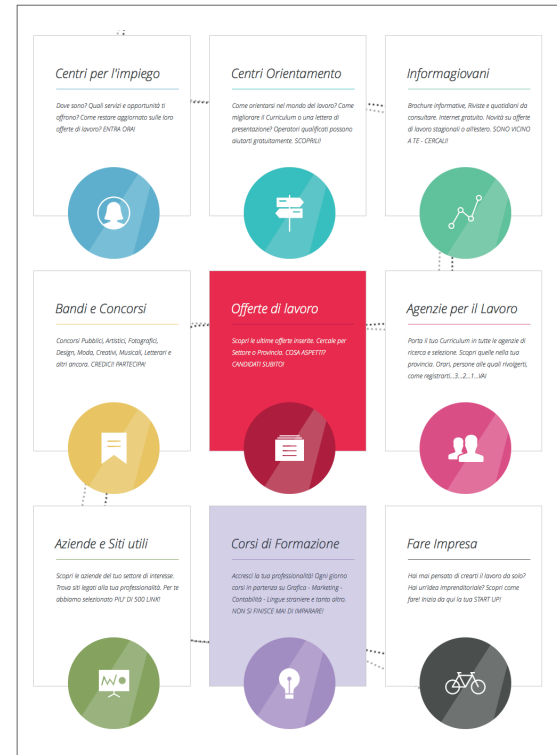 Centri per l'impiego
Dove sono? Quali servizi e opportunità ti
offrono? Come restare aggiornato sulle loro
offerte di lavoro? ENTRA ORA!
Centri Orientamento
Come orientarsi nel mondo del lavoro? Come
migliorare il Curriculum o una lettera di
presentazione? Operatori qualificati possono
aiutarti gratuitamente. SCOPRILI!
Informagiovani
Brochure informative, Riviste e quotidiani da
consultare. Internet gratuito. Novità su offerte
di lavoro stagionali o all'estero. SONO VICINO
A TE - CERCALI!
Bandi e Concorsi
Concorsi Pubblici, Artistici, Fotografici,
Design, Moda, Creativi, Musicali, Letterari e
altri ancora. CREDICI! PARTECIPA!
Offerte di lavoro
Scopri le ultime offerte inserite. Cercale per
Settore o Provincia. COSA ASPETTI?
CANDIDATI SUBITO!
Agenzie per il Lavoro
Porta il tuo Curriculum in tutte le agenzie di
ricerca e selezione. Scopri quelle nella tua
provincia. Orari, persone alle quali rivolgerti,
come registrarti...3...2...1...VAI!
Aziende e Siti utili
Scopri le aziende del tuo settore di interesse.
Trova siti legati alla tua professionalità. Per te
abbiamo selezionato PIU' DI 500 LINK!
Corsi di Formazione
Accresci la tua professionalità! Ogni giorno
corsi in partenza su Grafica - Marketing -
Contabilità - Lingue straniere e tanto altro.
NON SI FINISCE MAI DI IMPARARE!
Fare Impresa
Hai mai pensato di crearti il lavoro da solo?
Hai un'idea imprenditoriale? Scopri come
fare! Inizia da qui la tua START UP!